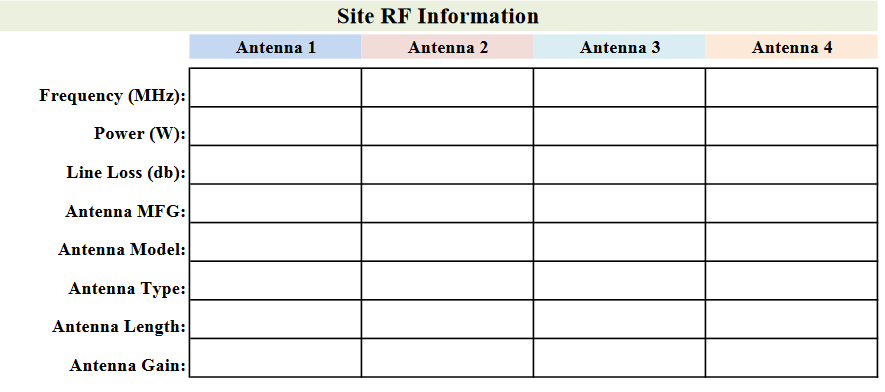 Site RF Information
Antenna 1 Antenna 2 Antenna 3 Antenna 4
Frequency (MHz):
Power (W):
Line Loss (db):
Antenna MFG:
Antenna Model:
Antenna Type:
Antenna Length:
Antenna Gain: